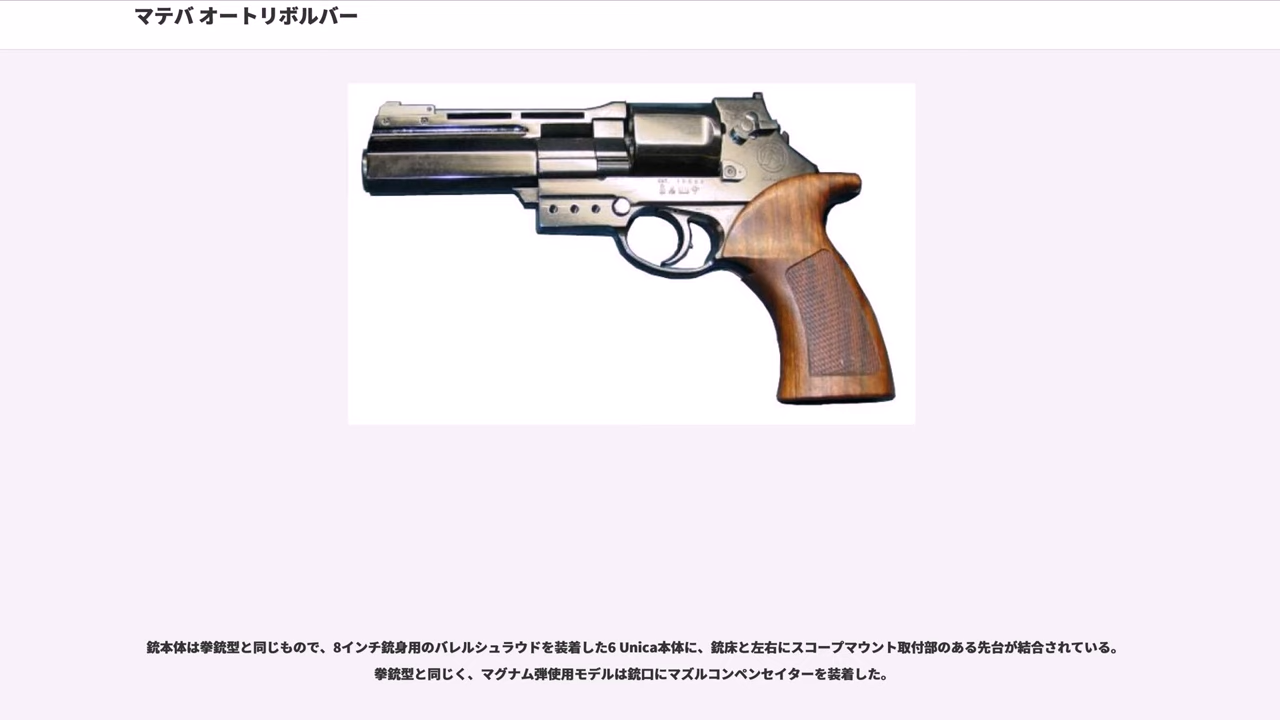 マテバ オートリボルバー
銃本体は拳銃型と同じもので、8インチ銃身用のバレルシュラウドを装着した6 Unica本体に、銃床と左右にスコープマウント取付部のある先台が結合されている。
拳銃型と同じく、マグナム弾使用モデルは銃口にマズルコンペンセイターを装着した。